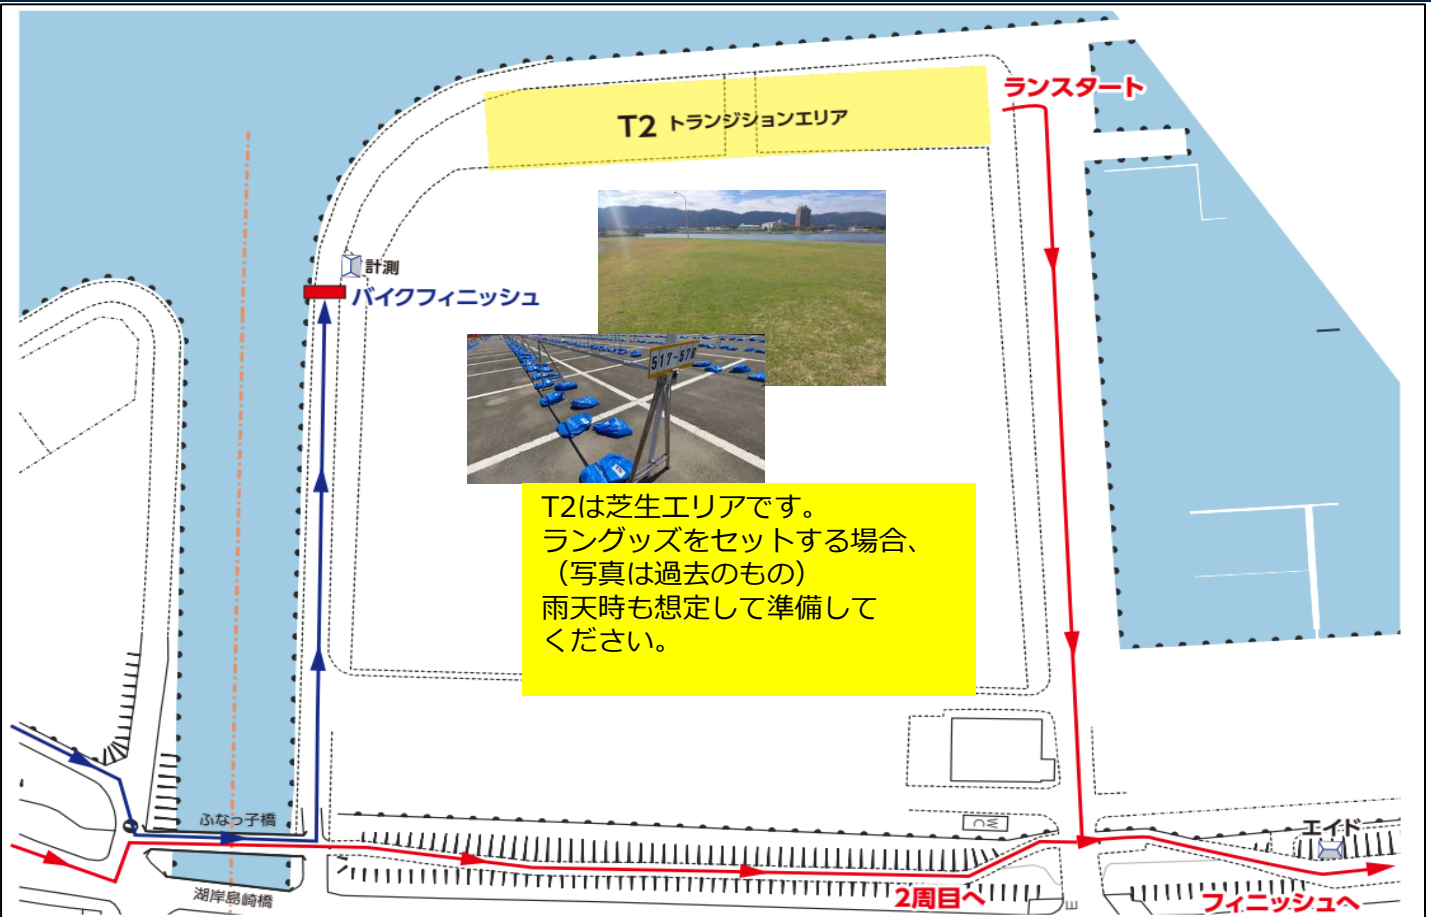 ランスタート
T2 トランジションエリア
計測
バイクフィニッシュ
517-576
T2は芝生エリアです。
ラングッズをセットする場合、
（写真は過去のもの）
雨天時も想定して準備して
ください。
ふなっ子橋
WC
エイド
湖岸島崎橋
2周目へ
フィニッシュへ